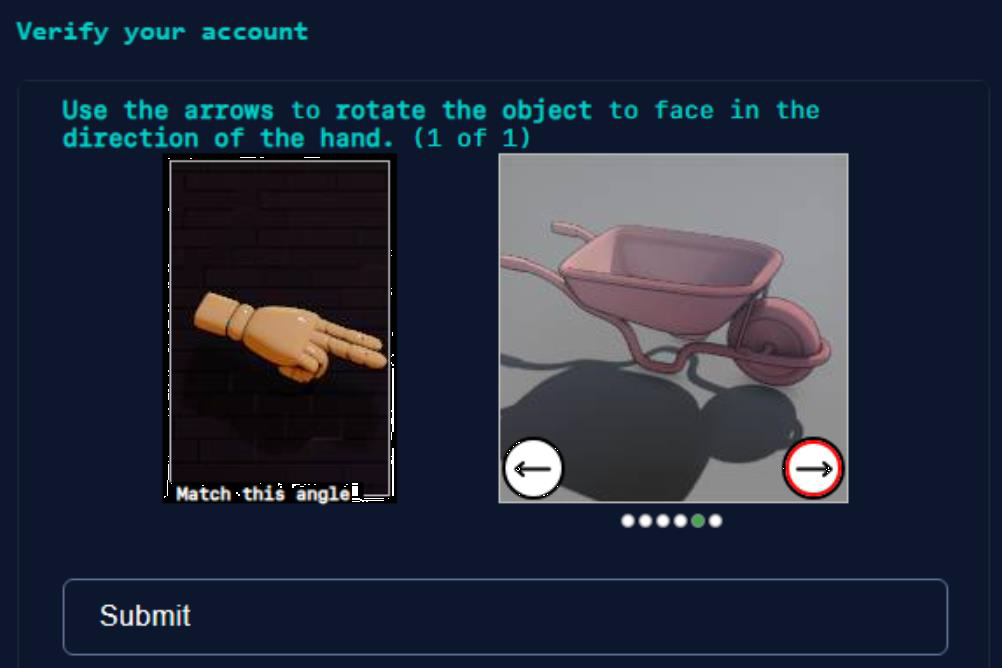 Verify your account
Use the arrows to rotate the object to face in the
direction of the hand. (1 of 1)
Match this angle
Submit